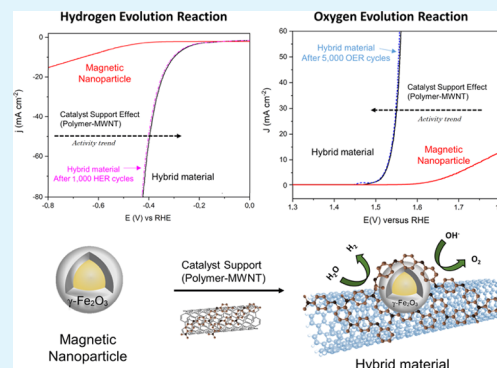 Hydrogen Evolution Reaction
0
-20
-40
-60
-80
j (mA cm⁻²)
Magnetic
Nanoparticle
Catalyst Support Effect
(Polymer-MWNT)
Activity trend
Hybrid material
After 1,000 HER cycles
Hybrid material
-0.8
-0.6
-0.4
-0.2
0.0
E (V) vs RHE
Oxygen Evolution Reaction
60
50
40
30
20
10
0
J (mA cm⁻²)
Hybrid material
After 5,000 OER cycles
Catalyst Support Effect
(Polymer-MWNT)
Activity trend
Hybrid material
Magnetic
Nanoparticle
1.3
1.4
1.5
1.6
1.7
1.8
E(V) versus RHE
γ-Fe₂O₃
Magnetic
Nanoparticle
Catalyst Support
(Polymer-MWNT)
H₂O
H₂
OH⁻
O₂
γ-Fe₂O₃
Hybrid material